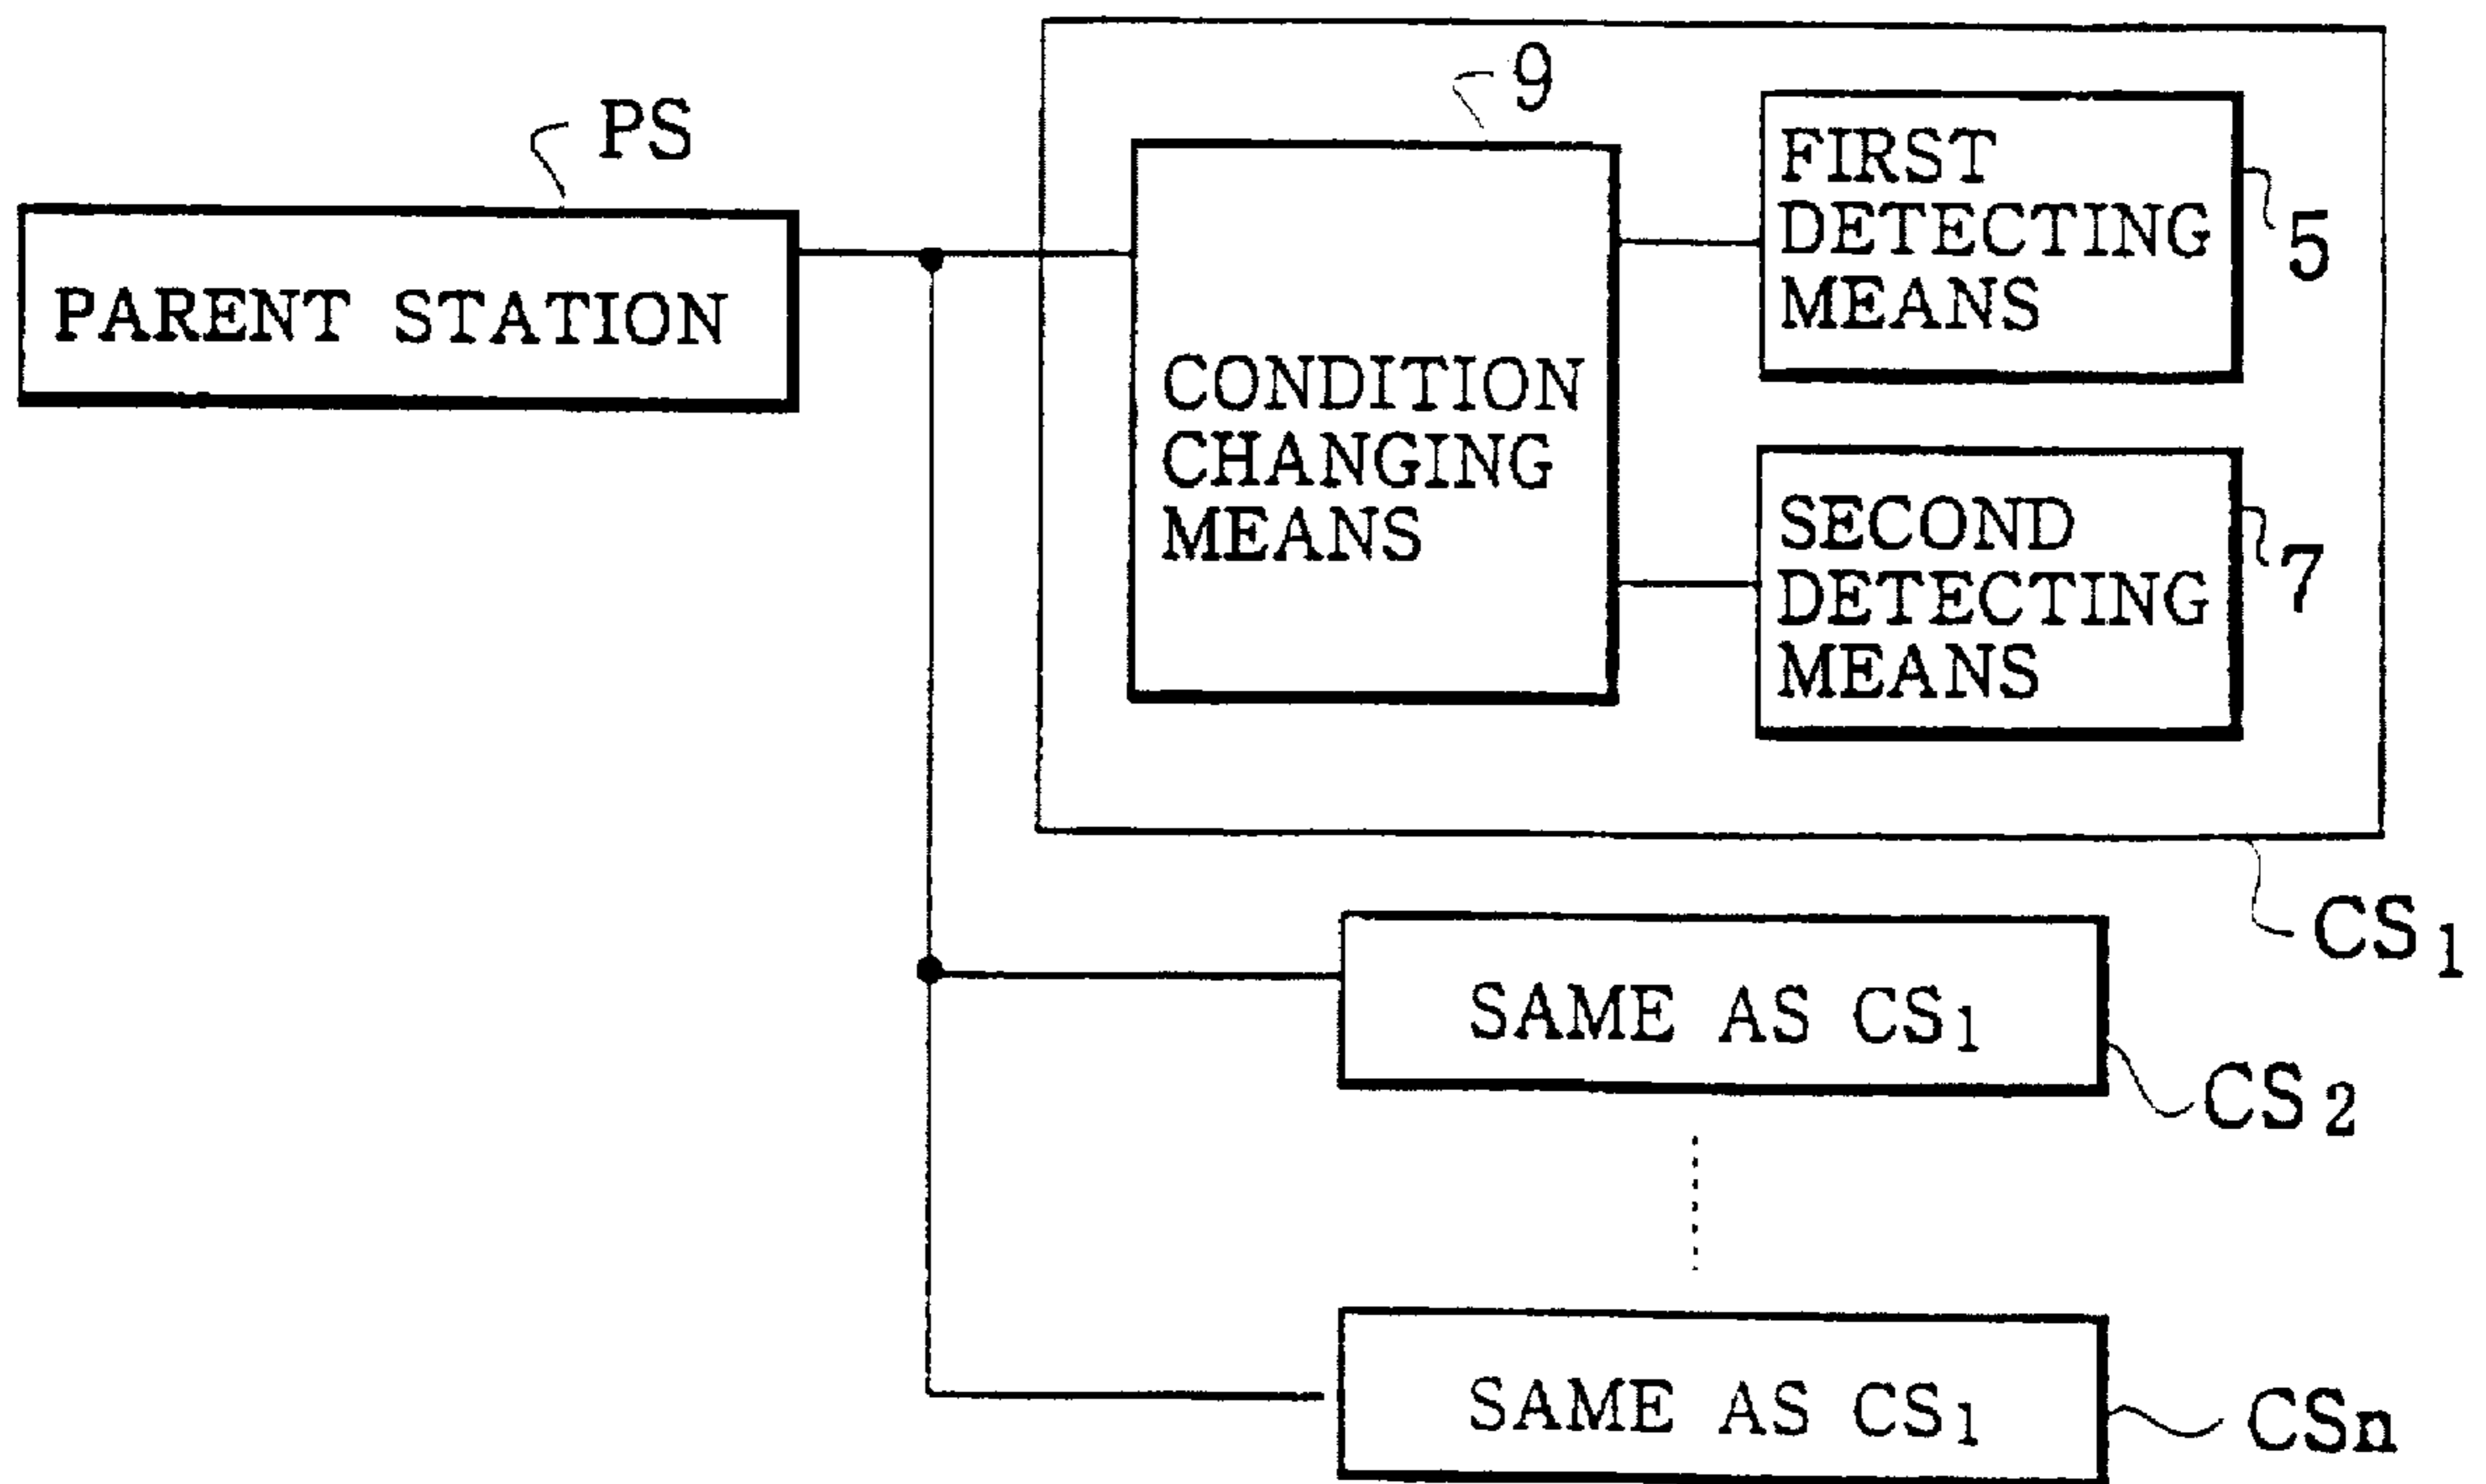 PS
PARENT STATION
9
CONDITION
CHANGING
MEANS
FIRST
DETECTING
MEANS
5
SECOND
DETECTING
MEANS
7
CS1
SAME AS CS1
CS2
SAME AS CS1
CSn